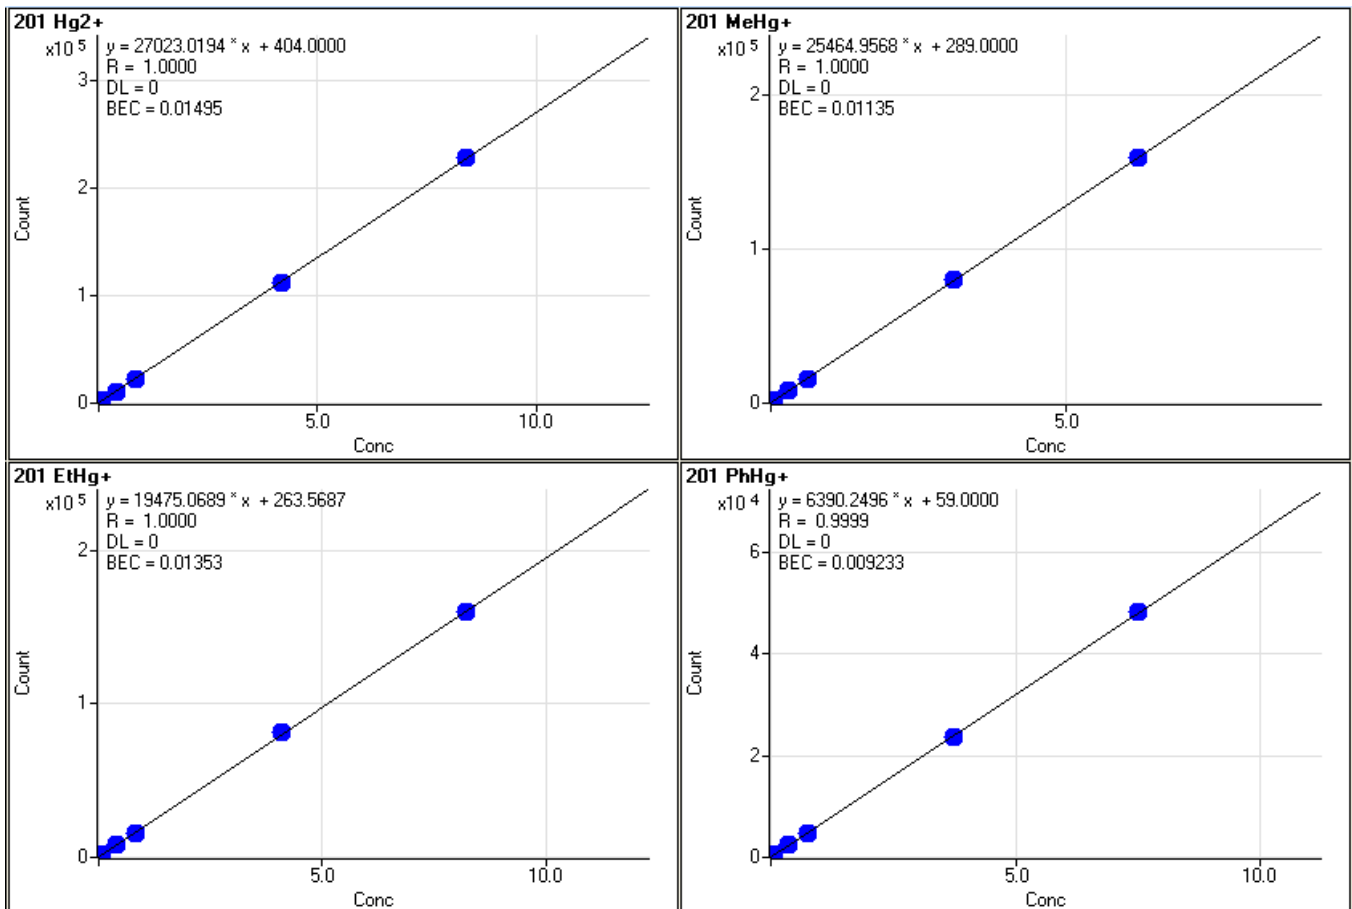 201 Hg2+
x10 5
y = 27023.0194 * x + 404.0000
R = 1.0000
DL = 0
BEC = 0.01495
3
2
1
0
Count
5.0
10.0
Conc
201 MeHg+
x10 5
y = 25464.9568 * x + 289.0000
R = 1.0000
DL = 0
BEC = 0.01135
2
1
0
Count
5.0
Conc
201 EtHg+
x10 5
y = 19475.0689 * x + 263.5687
R = 1.0000
DL = 0
BEC = 0.01353
2
1
0
Count
5.0
10.0
Conc
201 PhHg+
x10 4
y = 6390.2496 * x + 59.0000
R = 0.9999
DL = 0
BEC = 0.009233
6
4
2
0
Count
5.0
10.0
Conc